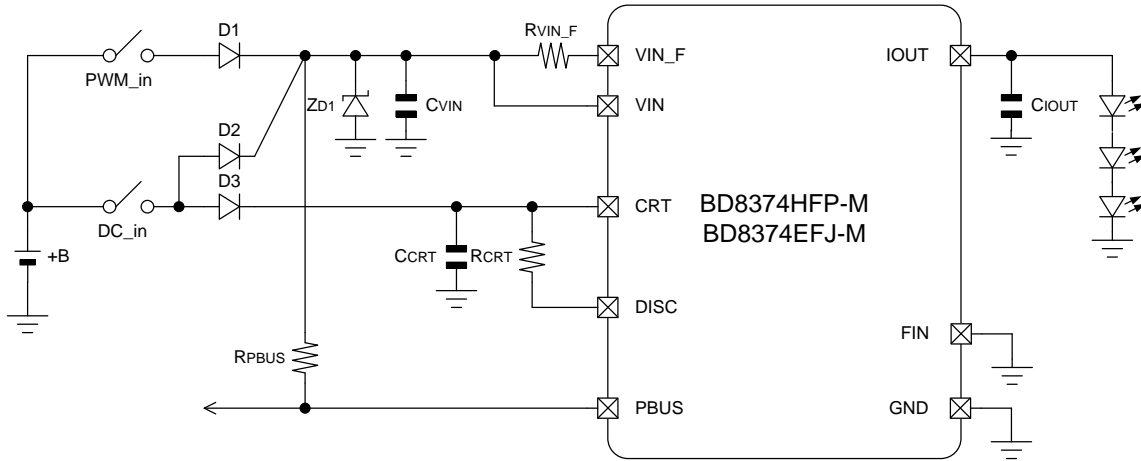 D1
RVIN_F
PWM_in
VIN_F
IOUT
ZD1
CVIN
VIN
CIOUT
D2
D3
DC_in
CRT
BD8374HFP-M
BD8374EFJ-M
+B
CCRT
RCRT
DISC
FIN
RPBUS
PBUS
GND